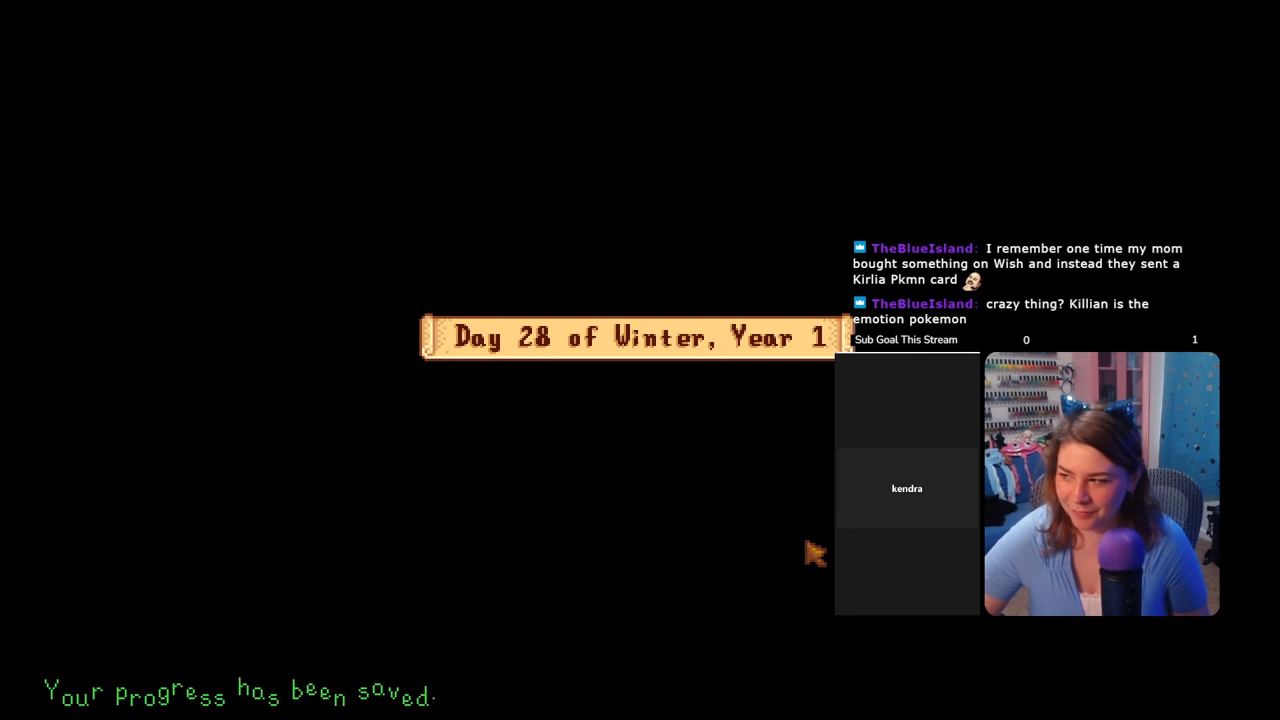 TheBlueIsland: I remember one time my mom
bought something on Wish and instead they sent a
Kirlia Pkmn card
TheBlueIsland: crazy thing? Killian is the
emotion pokemon
Day 28 of Winter, Year 1
Sub Goal This Stream 0 1
kendra
Your progress has been saved.